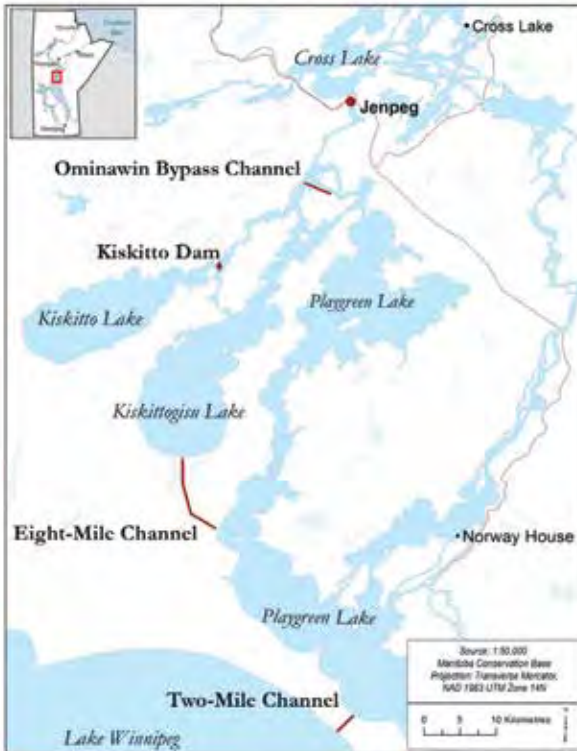 Cross Lake
Cross Lake
Jenpeg
Ominawin Bypass Channel
Kiskitto Dam
Playgreen Lake
Kiskitto Lake
Kiskittogisu Lake
Eight-Mile Channel
Norway House
Playgreen Lake
Two-Mile Channel
Lake Winnipeg
Source: 1:50,000
Manitoba Conservation Base
Projection: Transverse Mercator,
NAD 1983 UTM Zone 14N
0 5 10 Kilometres